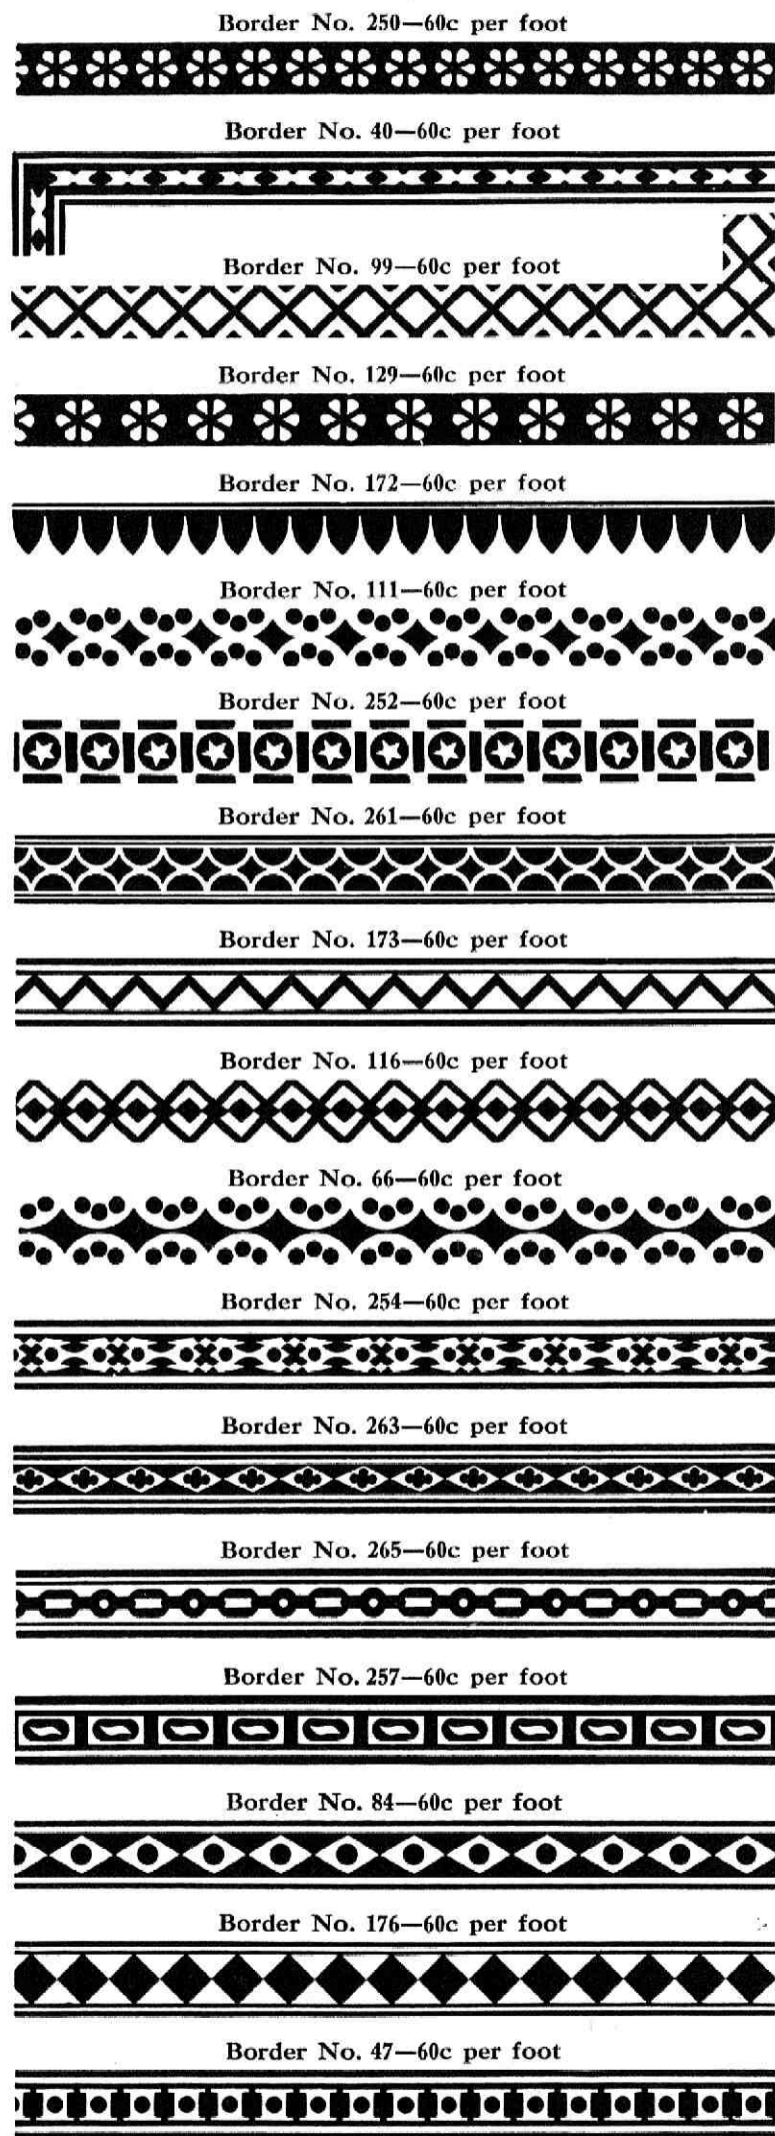 Border No. 250—60c per foot
Border No. 40—60c per foot
Border No. 99—60c per foot
Border No. 129—60c per foot
Border No. 172—60c per foot
Border No. 111—60c per foot
Border No. 252—60c per foot
Border No. 261—60c per foot
Border No. 173—60c per foot
Border No. 116—60c per foot
Border No. 66—60c per foot
Border No. 254—60c per foot
Border No. 263—60c per foot
Border No. 265—60c per foot
Border No. 257—60c per foot
Border No. 84—60c per foot
Border No. 176—60c per foot
Border No. 47—60c per foot